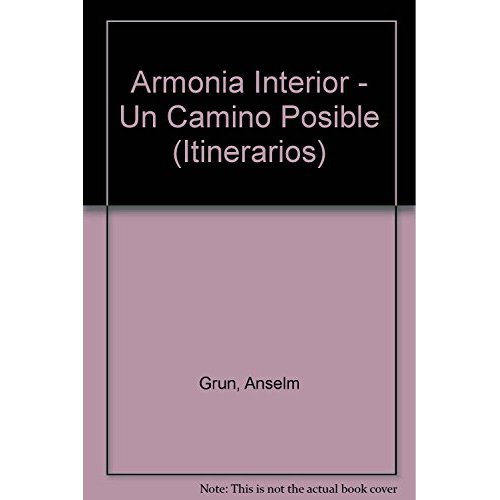 Armonia Interior -
Un Camino Posible
(Itinerarios)
Grun, Anselm
Note: This is not the actual book cover